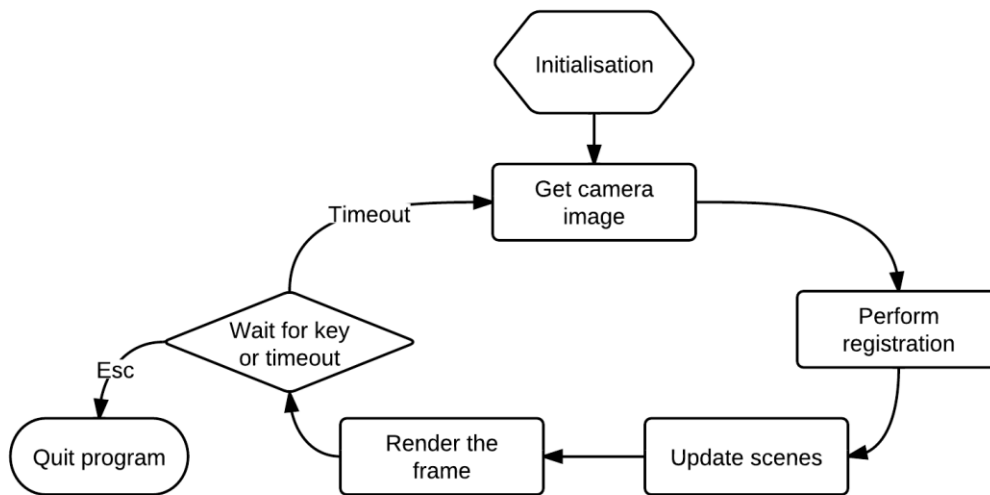 Initialisation
Get camera
image
Timeout
Perform
registration
Wait for key
or timeout
Esc
Quit program
Render the
frame
Update scenes